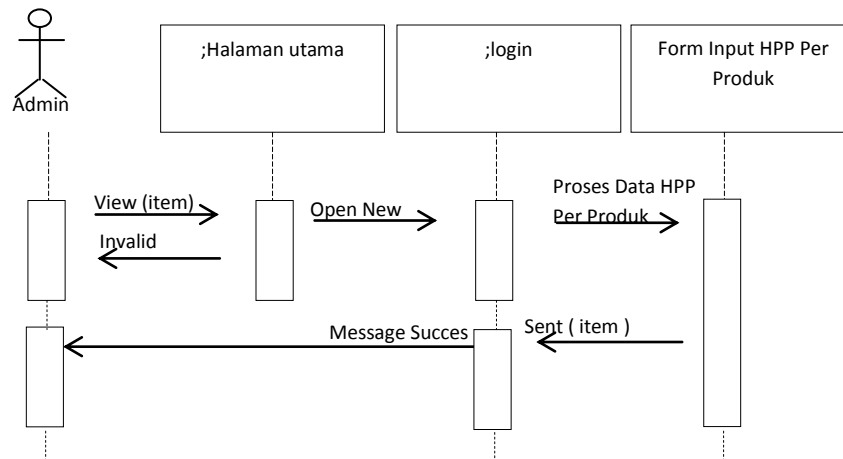 Admin
;Halaman utama
;login
Form Input HPP Per
Produk
View (item)
Open New
Proses Data HPP
Per Produk
Invalid
Message Succes
Sent ( item )